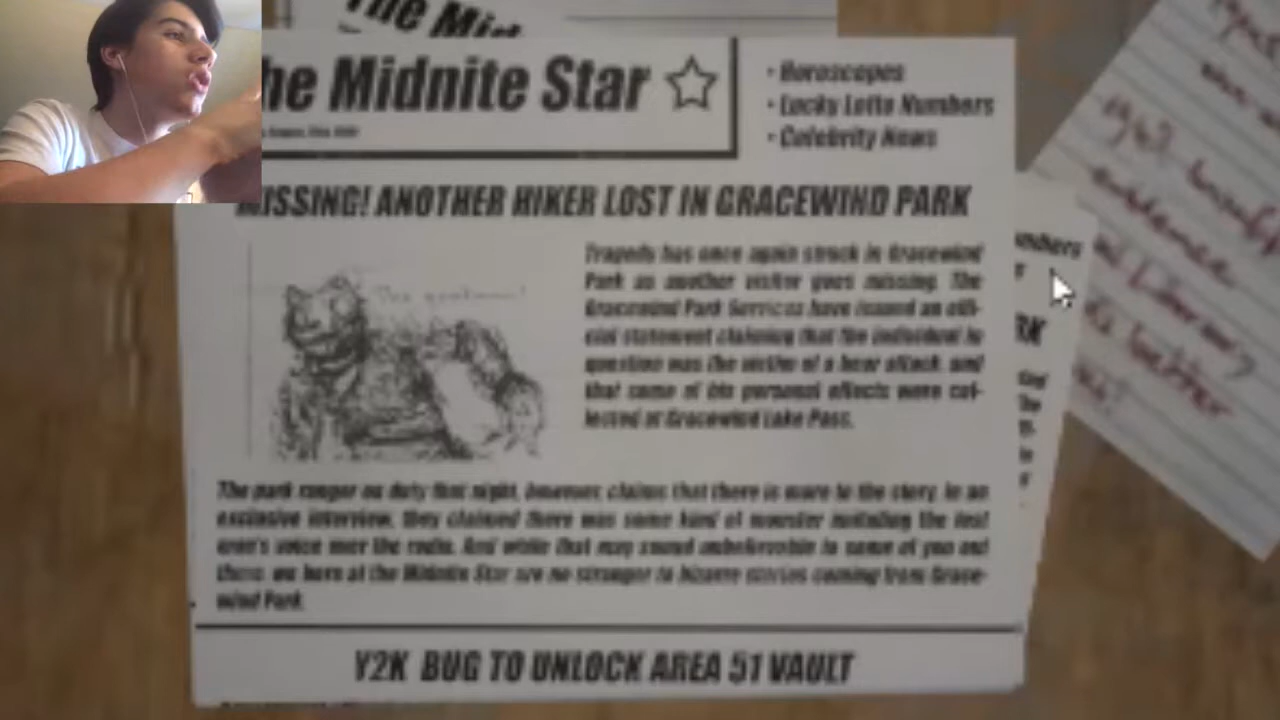 The Mid
he Midnite Star
• Horoscopes
• Lucky Lotto Numbers
• Celebrity News
MISSING! ANOTHER HIKER LOST IN GRACEWIND PARK
Tragedy has once again struck in Gracewind
Park as another visitor goes missing. The
Gracewind Park Services have issued an offi-
cial statement claiming that the individual in
question was the victim of a bear attack, and
that some of his personal effects were col-
lected at Gracewind Lake Pass.
The park ranger on duty that night, however, claims that there is more to the story. In an
exclusive interview, they claimed there was some kind of monster mimicking the lost
man's voice over the radio. And while that may sound unbelievable to some of you out
there, we here at the Midnite Star are no stranger to bizarre stories coming from Grace-
wind Park.
Y2K BUG TO UNLOCK AREA 51 VAULT
umbers
RK